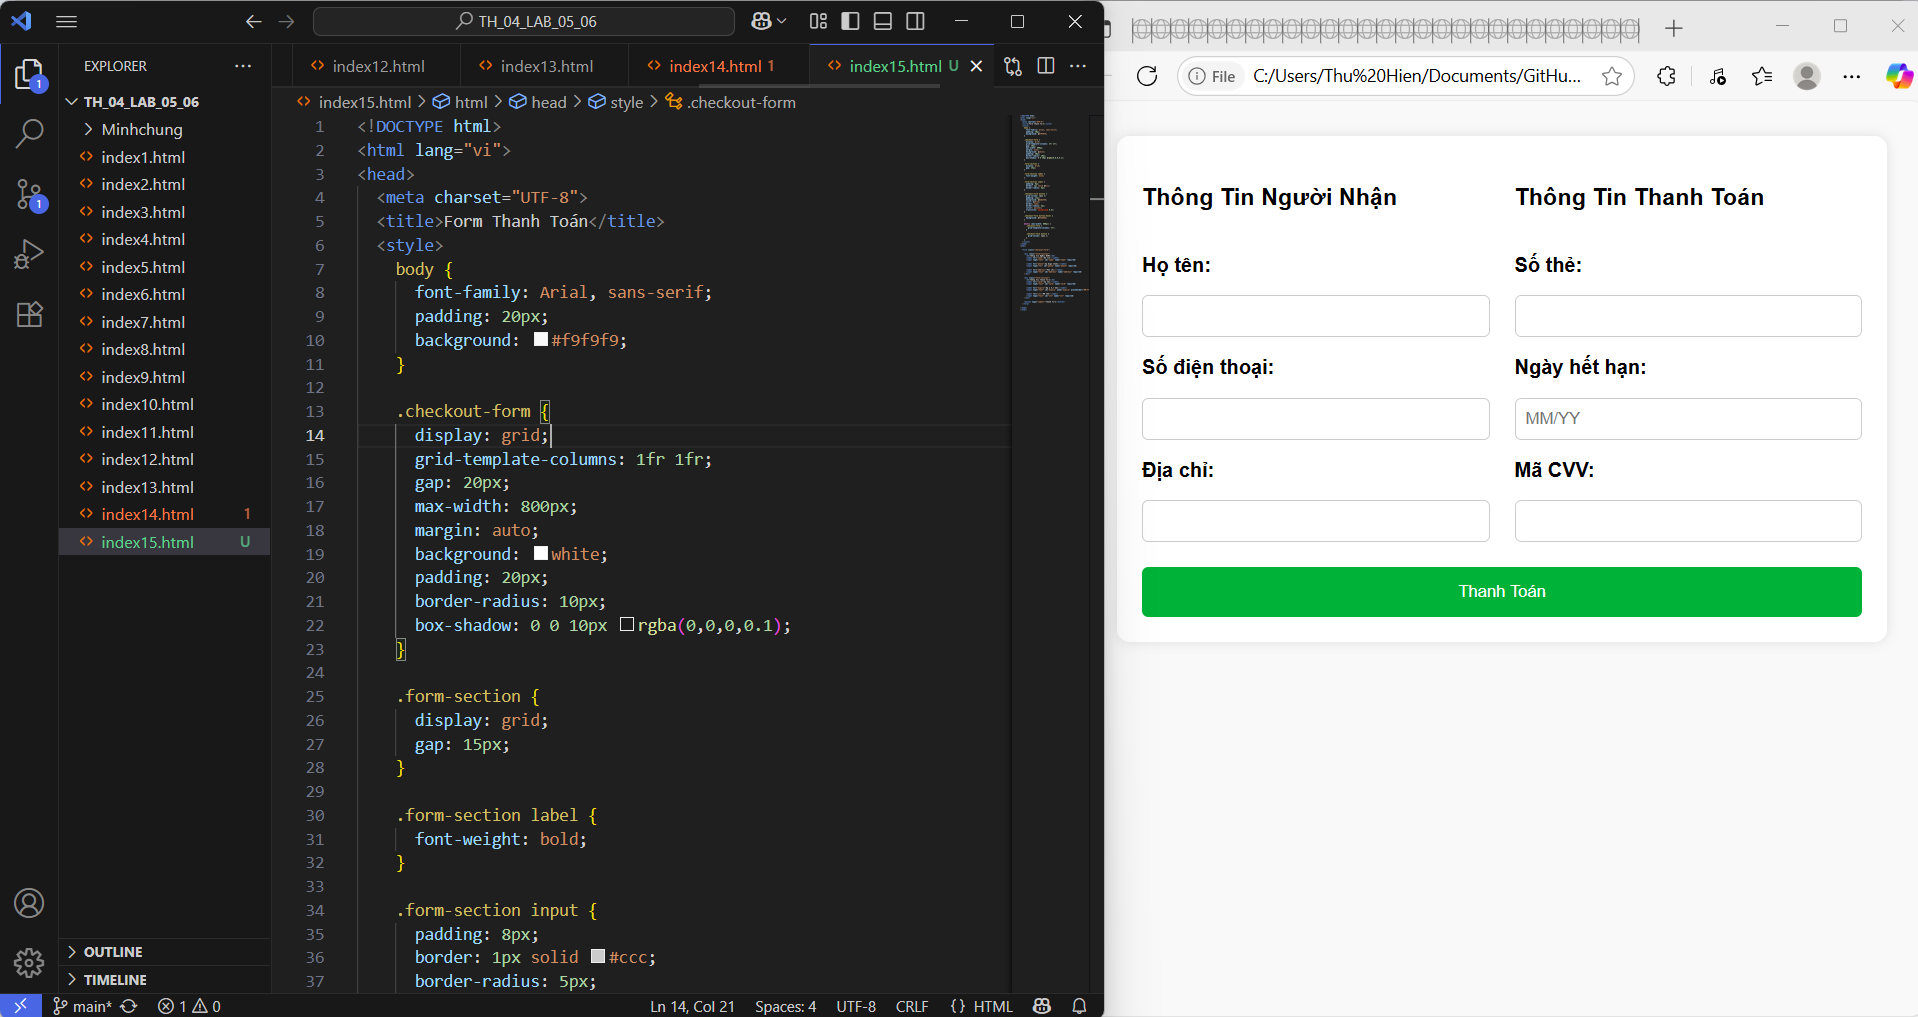 TH_04_LAB_05_06
EXPLORER
index12.html
index13.html
index14.html 1
index15.html U
TH_04_LAB_05_06
Minhchung
index1.html
index2.html
index3.html
index4.html
index5.html
index6.html
index7.html
index8.html
index9.html
index10.html
index11.html
index12.html
index13.html
index14.html 1
index15.html U
OUTLINE
TIMELINE
1
1
index15.html > html > head > style > .checkout-form
1 <!DOCTYPE html>
2 <html lang="vi">
3 <head>
4 <meta charset="UTF-8">
5 <title>Form Thanh Toán</title>
6 <style>
7 body {
8 font-family: Arial, sans-serif;
9 padding: 20px;
10 background: #f9f9f9;
11 }
12
13 .checkout-form {
14 display: grid;
15 grid-template-columns: 1fr 1fr;
16 gap: 20px;
17 max-width: 800px;
18 margin: auto;
19 background: white;
20 padding: 20px;
21 border-radius: 10px;
22 box-shadow: 0 0 10px rgba(0,0,0,0.1);
23 }
24
25 .form-section {
26 display: grid;
27 gap: 15px;
28 }
29
30 .form-section label {
31 font-weight: bold;
32 }
33
34 .form-section input {
35 padding: 8px;
36 border: 1px solid #ccc;
37 border-radius: 5px;
main* 1 0 Ln 14, Col 21 Spaces: 4 UTF-8 CRLF {} HTML
File C:/Users/Thu%20Hien/Documents/GitHu...
Thông Tin Người Nhận
Họ tên:
Số điện thoại:
Địa chỉ:
Thông Tin Thanh Toán
Số thẻ:
Ngày hết hạn:
MM/YY
Mã CVV:
Thanh Toán